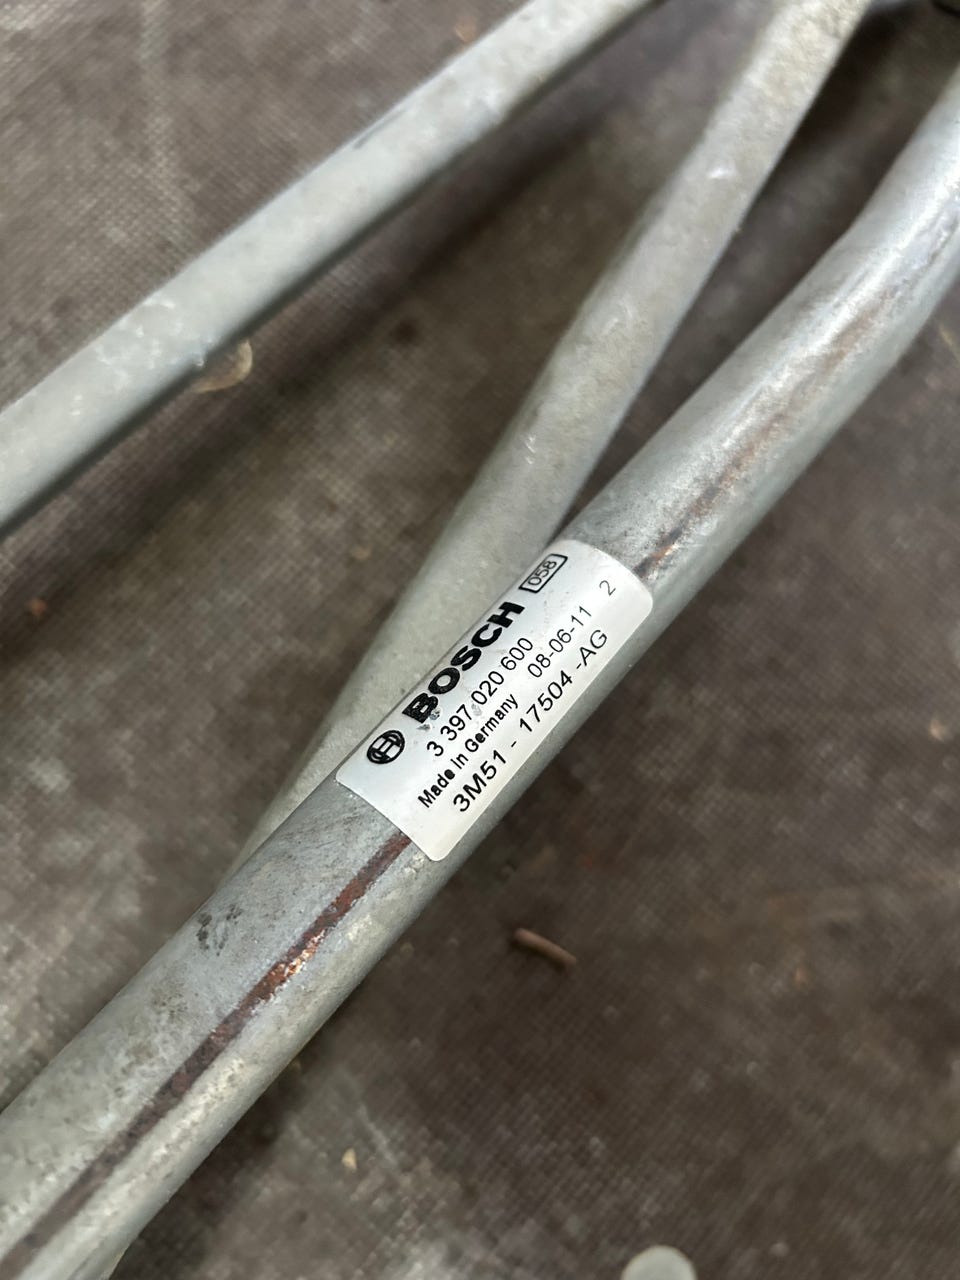 BOSCH 058
3 397 020 600
Made in Germany 08-06-11 2
3M51 - 17504 -AG